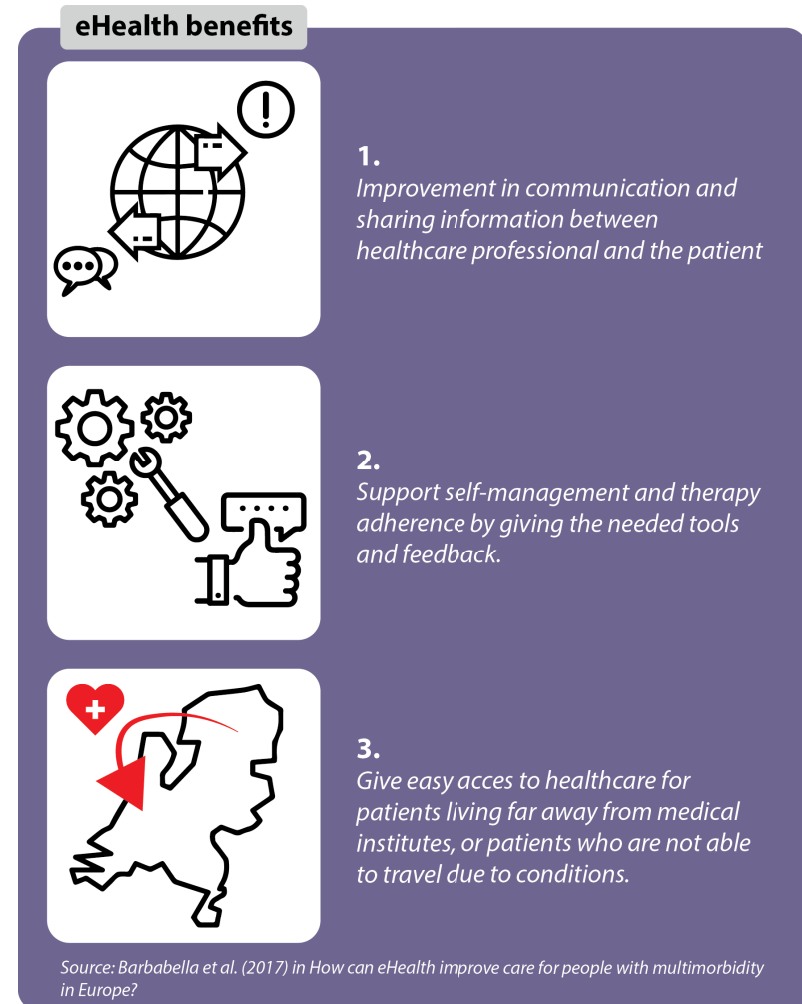 eHealth benefits
1.
Improvement in communication and
sharing information between
healthcare professional and the patient
2.
Support self-management and therapy
adherence by giving the needed tools
and feedback.
3.
Give easy acces to healthcare for
patients living far away from medical
institutes, or patients who are not able
to travel due to conditions.
Source: Barbabella et al. (2017) in How can eHealth improve care for people with multimorbidity
in Europe?